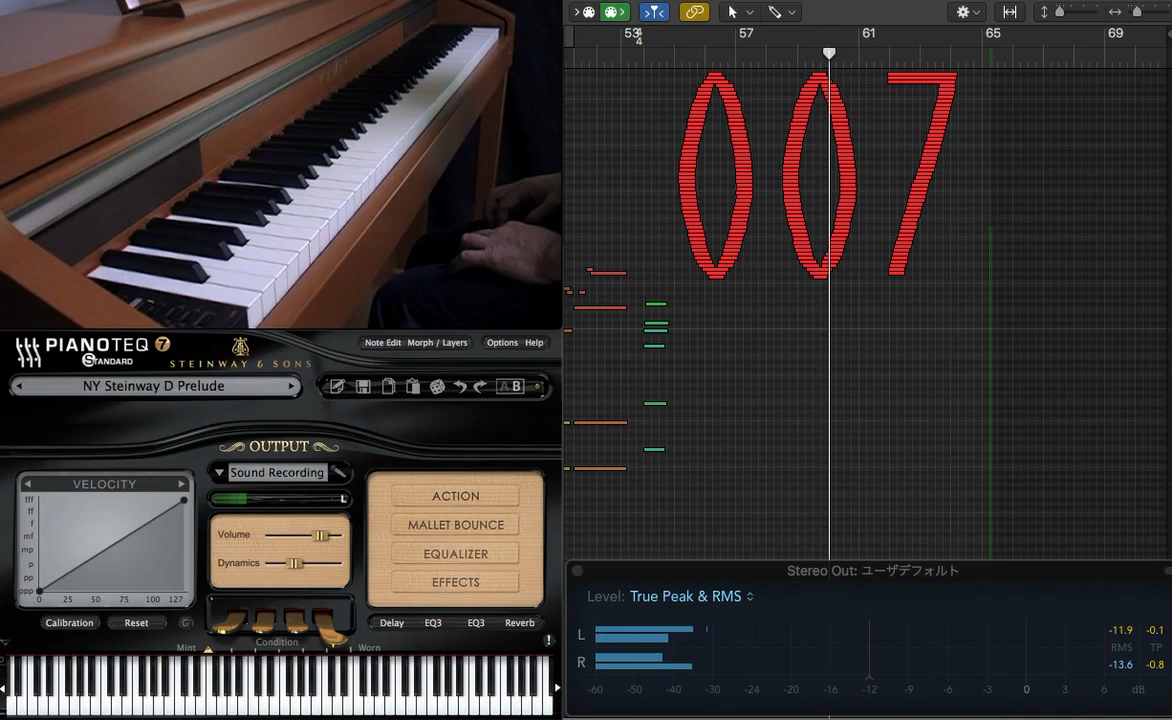 53 57 61 65 69
4
007
PIANOTEQ 7
STANDARD
STEINWAY & SONS
Note Edit Morph / Layers Options Help
NY Steinway D Prelude
A B
OUTPUT
VELOCITY
Sound Recording
L
fff
ff
f
mf
mp
p
pp
ppp
0 25 50 75 100 127
Volume
Dynamics
ACTION
MALLET BOUNCE
EQUALIZER
EFFECTS
Calibration Reset G
Delay EQ3 EQ3 Reverb
Mint Condition Worn
!
Stereo Out: ユーザデフォルト
Level: True Peak & RMS
L -11.9 -0.1
RMS TP
R -13.6 -0.8
-60 -50 -40 -30 -24 -20 -16 -12 -9 -6 -3 0 3 6 dB